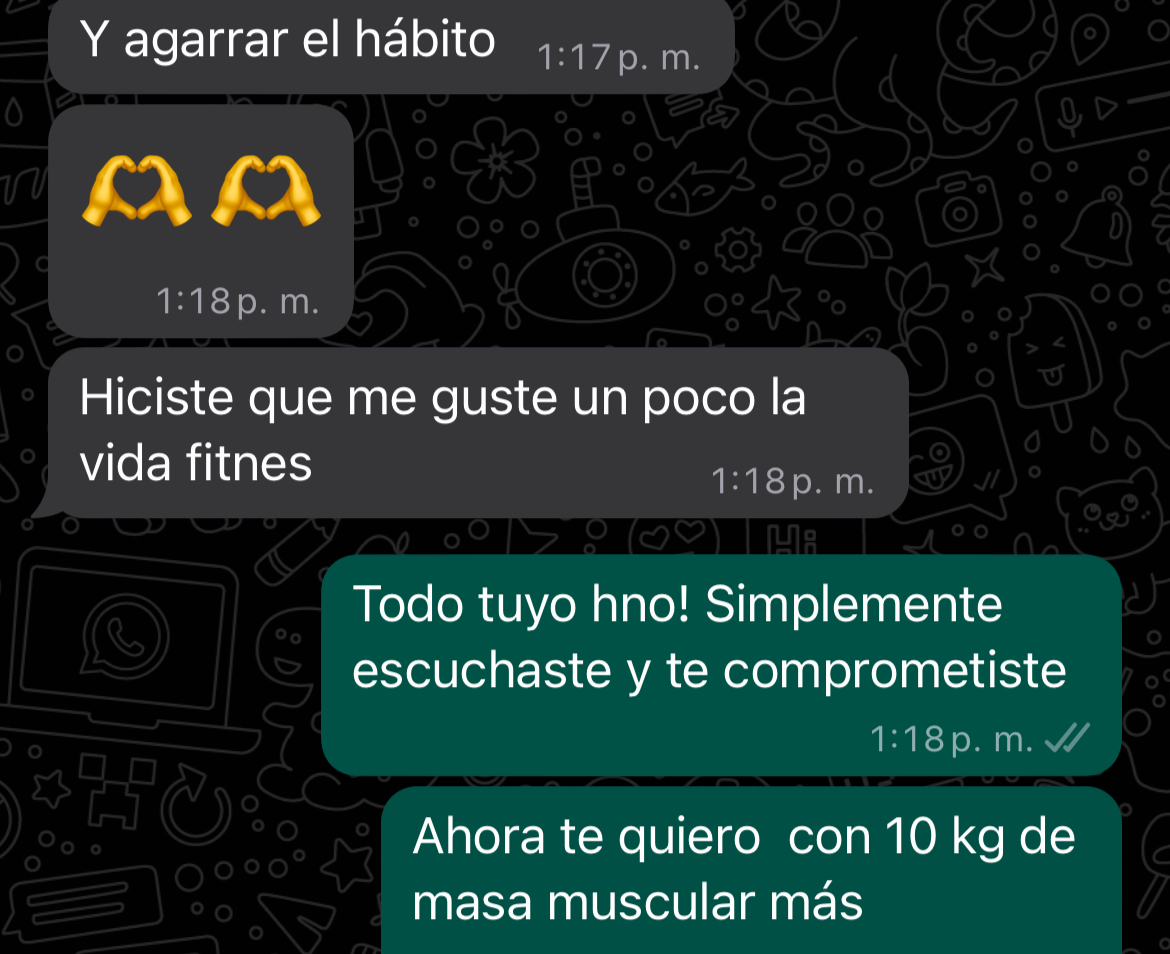 Y agarrar el hábito 1:17 p. m.
🫶 🫶
1:18 p. m.
Hiciste que me guste un poco la
vida fitnes 1:18 p. m.
Hi
Todo tuyo hno! Simplemente
escuchaste y te comprometiste
1:18 p. m.
Ahora te quiero  con 10 kg de
masa muscular más